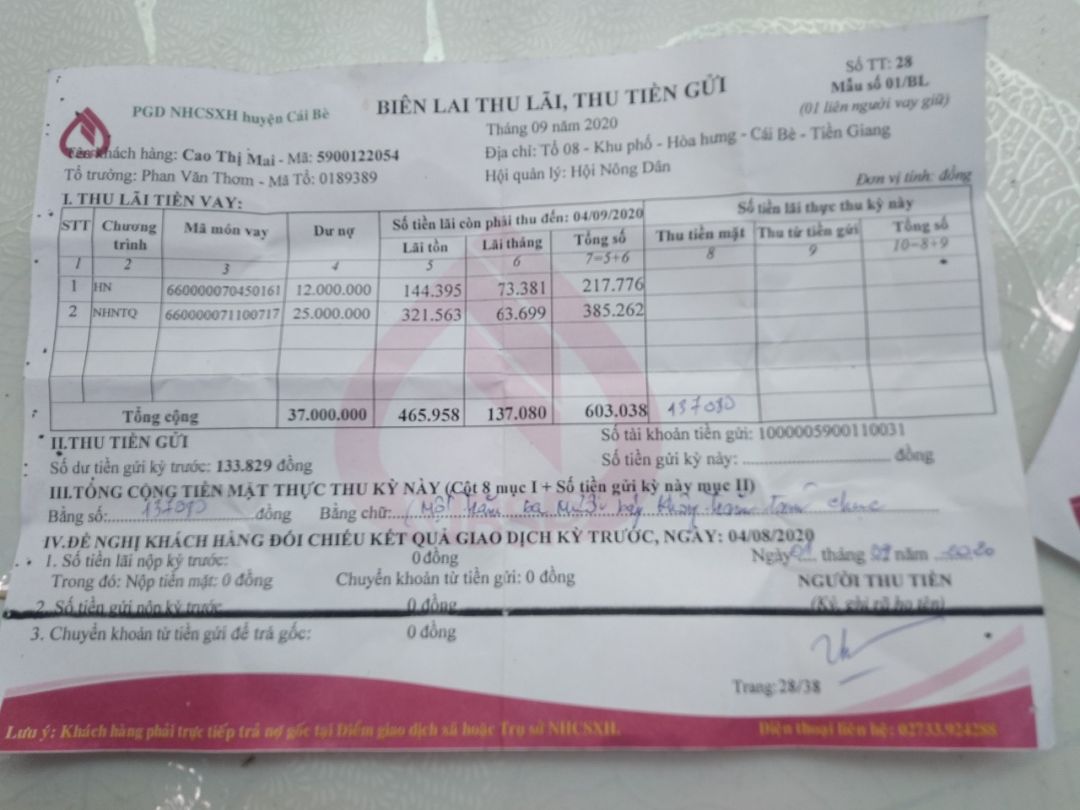 PGD NHCSXH huyện Cái Bè
BIÊN LAI THU LÃI, THU TIỀN GỬI
Số TT: 28
Mẫu số 01/BL
(01 liên người vay giữ)
Tháng 09 năm 2020
Tên khách hàng: Cao Thị Mai - Mã: 5900122054
Địa chỉ: Tổ 08 - Khu phố - Hòa hưng - Cái Bè - Tiền Giang
Tổ trưởng: Phan Văn Thơm - Mã Tổ: 0189389
Hội quản lý: Hội Nông Dân
Đơn vị tính: đồng
I. THU LÃI TIỀN VAY:
STT Chương trình Mã món vay Dư nợ Số tiền lãi còn phải thu đến: 04/09/2020 Số tiền lãi thực thu kỳ này
Lãi tồn Lãi tháng Tổng số Thu tiền mặt Thu từ tiền gửi Tổng số
1 2 3 4 5 6 7=5+6 8 9 10=8+9
1 HN 660000070450161 12.000.000 144.395 73.381 217.776
2 NHNTQ 660000071100717 25.000.000 321.563 63.699 385.262
Tổng cộng 37.000.000 465.958 137.080 603.038 137080
II.THU TIỀN GỬI
Số tài khoản tiền gửi: 1000005900110031
Số dư tiền gửi kỳ trước: 133.829 đồng
Số tiền gửi kỳ này: đồng
III.TỔNG CỘNG TIỀN MẶT THỰC THU KỲ NÀY (Cột 8 mục I + Số tiền gửi kỳ này mục II)
Bằng số: 137080 đồng Bằng chữ: (Một trăm ba mươi bảy
IV.ĐỀ NGHỊ KHÁCH HÀNG ĐỐI CHIẾU KẾT QUẢ GIAO DỊCH KỲ TRƯỚC, NGÀY: 04/08/2020
1. Số tiền lãi nộp kỳ trước: 0 đồng
Ngày tháng năm 2020
Trong đó: Nộp tiền mặt: 0 đồng Chuyển khoản từ tiền gửi: 0 đồng
NGƯỜI THU TIỀN
2. Số tiền gửi nộp kỳ trước 0 đồng
(Ký, ghi rõ họ tên)
3. Chuyển khoản từ tiền gửi để trả gốc: 0 đồng
Trang: 28/38
Lưu ý: Khách hàng phải trực tiếp trả nợ gốc tại Điểm giao dịch xã hoặc Trụ sở NHCSXH.
Điện thoại liên hệ: 02733.924288